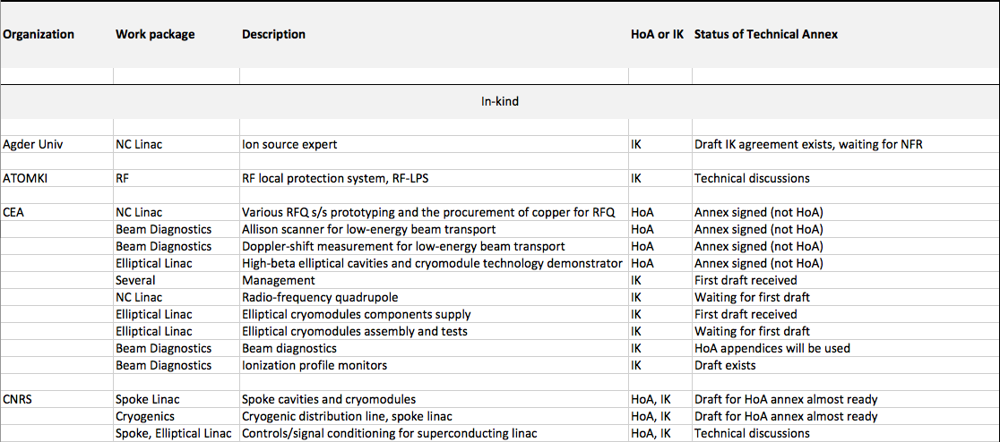 Organization Work package Description HoA or IK Status of Technical Annex
In-kind
Agder Univ NC Linac Ion source expert IK Draft IK agreement exists, waiting for NFR
ATOMKI RF RF local protection system, RF-LPS IK Technical discussions
CEA NC Linac Various RFQ s/s prototyping and the procurement of copper for RFQ HoA Annex signed (not HoA)
Beam Diagnostics Allison scanner for low-energy beam transport HoA Annex signed (not HoA)
Beam Diagnostics Doppler-shift measurement for low-energy beam transport HoA Annex signed (not HoA)
Elliptical Linac High-beta elliptical cavities and cryomodule technology demonstrator HoA Annex signed (not HoA)
Several Management IK First draft received
NC Linac Radio-frequency quadrupole IK Waiting for first draft
Elliptical Linac Elliptical cryomodules components supply IK First draft received
Elliptical Linac Elliptical cryomodules assembly and tests IK Waiting for first draft
Beam Diagnostics Beam diagnostics IK HoA appendices will be used
Beam Diagnostics Ionization profile monitors IK Draft exists
CNRS Spoke Linac Spoke cavities and cryomodules HoA, IK Draft for HoA annex almost ready
Cryogenics Cryogenic distribution line, spoke linac HoA, IK Draft for HoA annex almost ready
Spoke, Elliptical Linac Controls/signal conditioning for superconducting linac HoA, IK Technical discussions